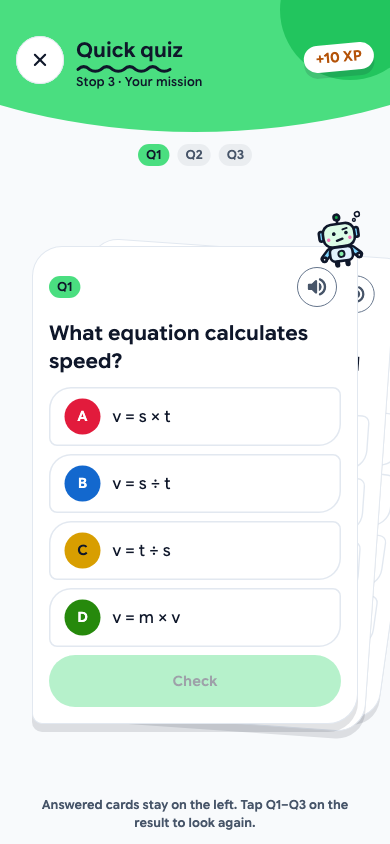 Quick quiz
Stop 3 · Your mission
+10 XP
Q1
Q2
Q3
Q1
What equation calculates
speed?
A
v = s × t
B
v = s ÷ t
C
v = t ÷ s
D
v = m × v
Check
Answered cards stay on the left. Tap Q1–Q3 on the
result to look again.